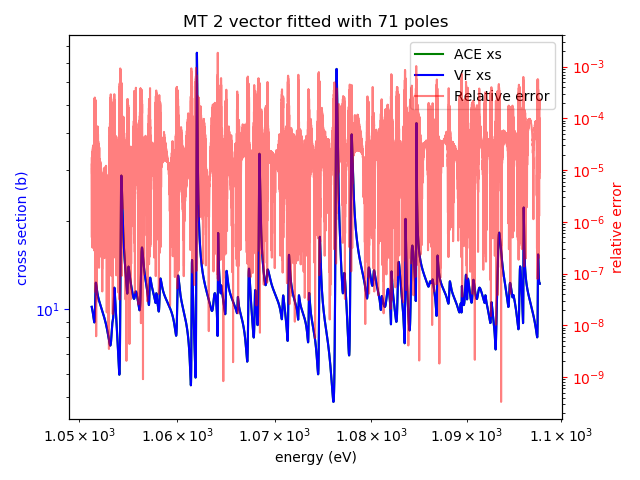 MT 2 vector fitted with 71 poles
ACE xs
VF xs
Relative error
cross section (b)
10¹
10⁻³
10⁻⁴
10⁻⁵
10⁻⁶
10⁻⁷
10⁻⁸
10⁻⁹
relative error
1.05×10³ 1.06×10³ 1.07×10³ 1.08×10³ 1.09×10³ 1.1×10³
energy (eV)